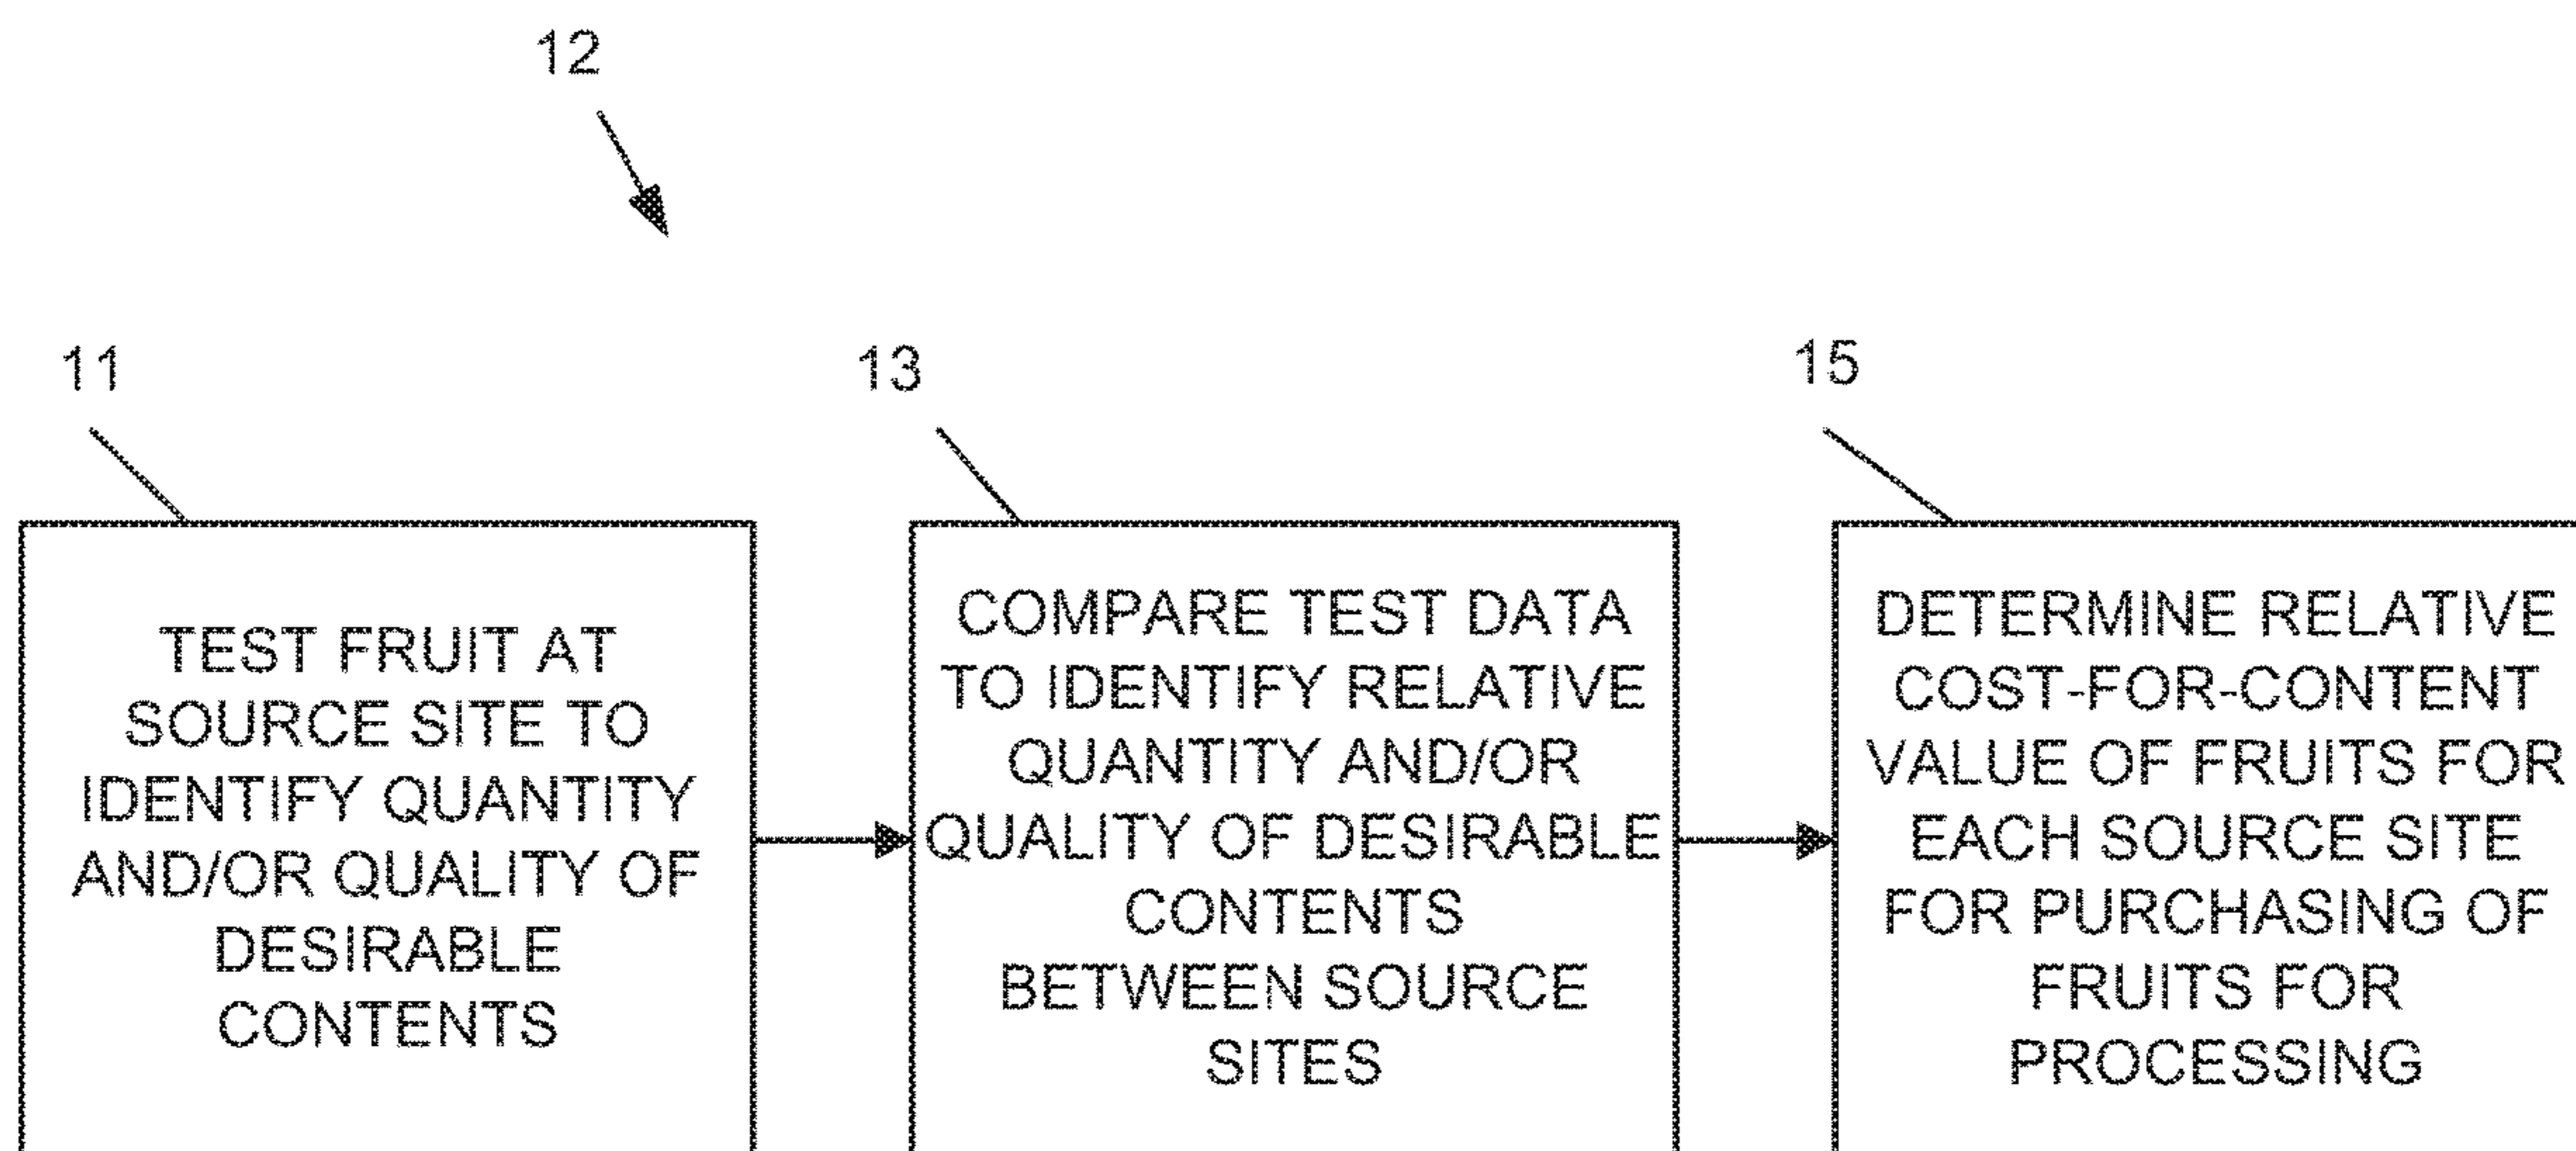 12
11
13
15
TEST FRUIT AT
SOURCE SITE TO
IDENTIFY QUANTITY
AND/OR QUALITY OF
DESIRABLE
CONTENTS
COMPARE TEST DATA
TO IDENTIFY RELATIVE
QUANTITY AND/OR
QUALITY OF DESIRABLE
CONTENTS
BETWEEN SOURCE
SITES
DETERMINE RELATIVE
COST-FOR-CONTENT
VALUE OF FRUITS FOR
EACH SOURCE SITE
FOR PURCHASING OF
FRUITS FOR
PROCESSING